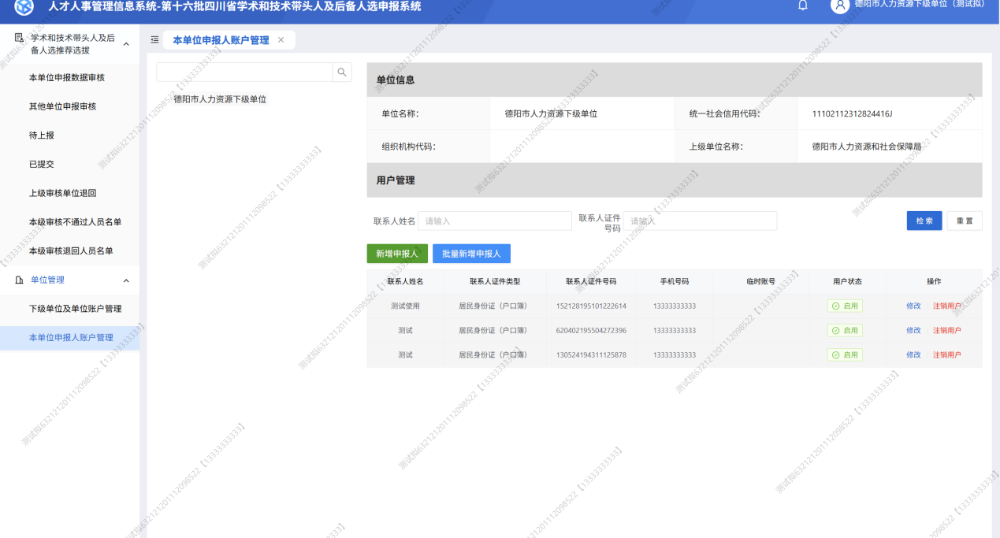 人才人事管理信息系统-第十六批四川省学术和技术带头人及后备人选申报系统
德阳市人力资源下级单位（测试拟）
学术和技术带头人及后
备人选推荐选拔
本单位申报数据审核
其他单位申报审核
待上报
已提交
上级审核单位退回
本级审核不通过人员名单
本级审核退回人员名单
单位管理
下级单位及单位账户管理
本单位申报人账户管理
本单位申报人账户管理 ×
德阳市人力资源下级单位
单位信息
单位名称： 德阳市人力资源下级单位 统一社会信用代码： 11102112312824416J
组织机构代码： 上级单位名称： 德阳市人力资源和社会保障局
用户管理
联系人姓名 请输入 联系人证件
号码 请输入 检 索 重 置
新增申报人 批量新增申报人
联系人姓名 联系人证件类型 联系人证件号码 手机号码 临时账号 用户状态 操作
测试使用 居民身份证（户口簿） 152128195101222614 13333333333 启用 修改 注销用户
测试 居民身份证（户口簿） 620402195504272396 13333333333 启用 修改 注销用户
测试 居民身份证（户口簿） 130524194311125878 13333333333 启用 修改 注销用户
测试拟632121201112098522【13333333333】